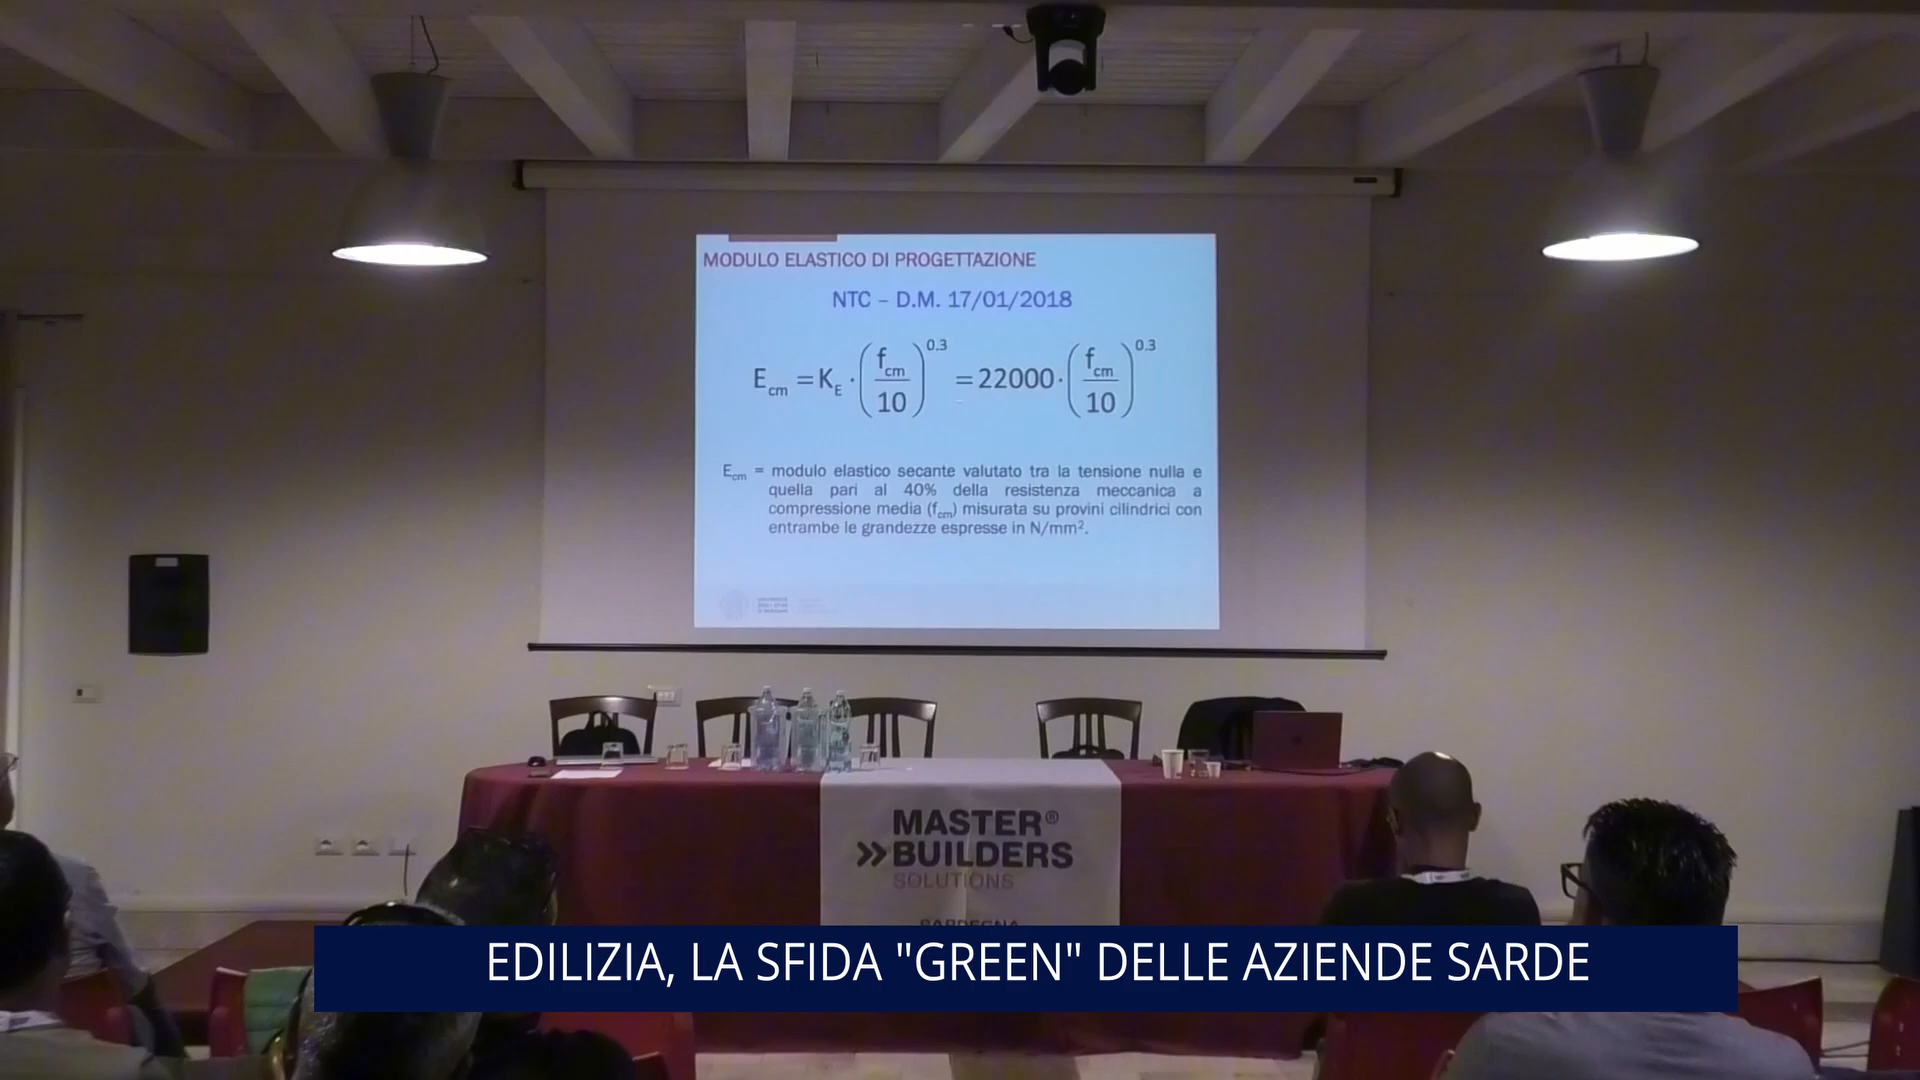 MODULO ELASTICO DI PROGETTAZIONE
NTC – D.M. 17/01/2018
E_cm = K_E · (f_cm / 10)^0.3 = 22000 · (f_cm / 10)^0.3
E_cm = modulo elastico secante valutato tra la tensione nulla e
quella pari al 40% della resistenza meccanica a
compressione media (f_cm) misurata su provini cilindrici con
entrambe le grandezze espresse in N/mm².
MASTER®
BUILDERS
SOLUTIONS
SARDEGNA
EDILIZIA, LA SFIDA "GREEN" DELLE AZIENDE SARDE